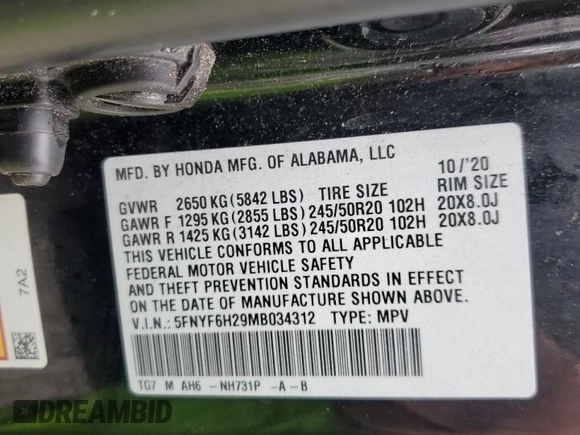 MFD. BY HONDA MFG. OF ALABAMA, LLC 10/'20
GVWR 2650 KG (5842 LBS) TIRE SIZE RIM SIZE
GAWR F 1295 KG (2855 LBS) 245/50R20 102H 20X8.0J
GAWR R 1425 KG (3142 LBS) 245/50R20 102H 20X8.0J
THIS VEHICLE CONFORMS TO ALL APPLICABLE
FEDERAL MOTOR VEHICLE SAFETY
AND THEFT PREVENTION STANDARDS IN EFFECT
ON THE DATE OF MANUFACTURE SHOWN ABOVE.
V.I.N.: 5FNYF6H29MB034312 TYPE: MPV
TG7 M AH6 -NH731P -A-B
7A2
DREAMBID